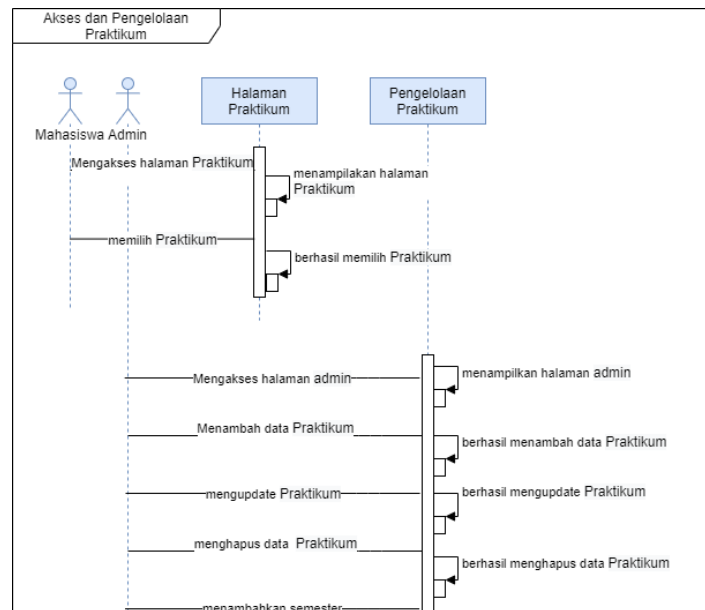 Akses dan Pengelolaan
Praktikum
Halaman
Praktikum
Pengelolaan
Praktikum
Mahasiswa Admin
Mengakses halaman Praktikum
menampilakan halaman
Praktikum
memilih Praktikum
berhasil memilih Praktikum
Mengakses halaman admin
menampilkan halaman admin
Menambah data Praktikum
berhasil menambah data Praktikum
mengupdate Praktikum
berhasil mengupdate Praktikum
menghapus data Praktikum
berhasil menghapus data Praktikum
menambahkan semester